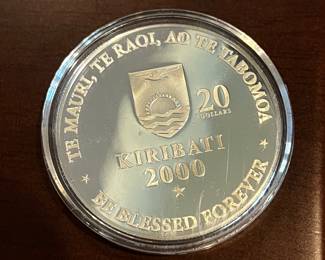 TE MAURI, TE RAOI, AO TE TABOMOA
20
DOLLARS
KIRIBATI
2000
BE BLESSED FOREVER